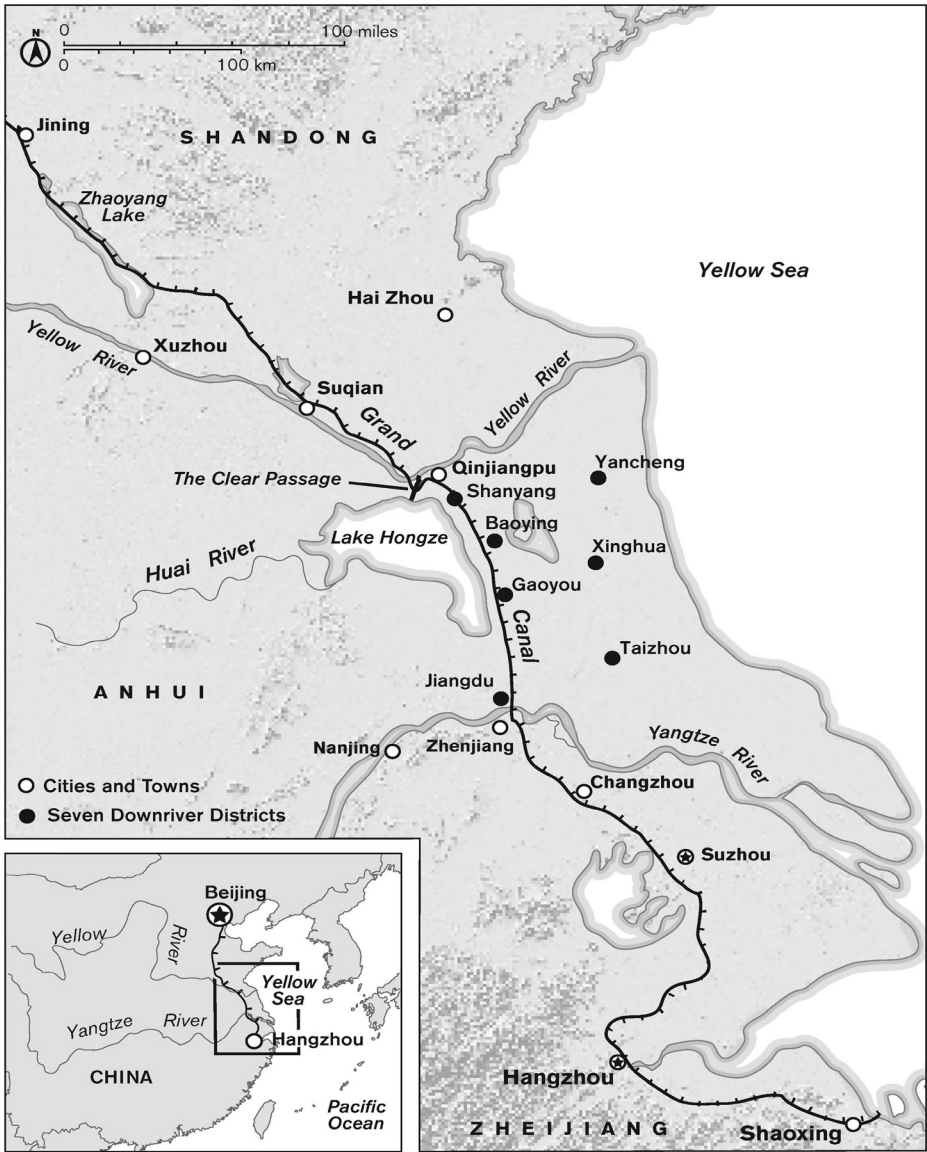 N
0 100 miles
0 100 km
Jining
SHANDONG
Zhaoyang
Lake
Yellow Sea
Hai Zhou
Yellow River
Xuzhou
Yellow River
Suqian
Grand
Qinjiangpu
Yancheng
The Clear Passage
Shanyang
Baoying
Lake Hongze
Xinghua
Huai River
Gaoyou
Canal
Taizhou
Jiangdu
ANHUI
Yangtze River
Nanjing
Zhenjiang
Cities and Towns
Changzhou
Seven Downriver Districts
Suzhou
Beijing
Yellow River
Yellow
Sea
Yangtze River
Hangzhou
CHINA
Pacific
Ocean
Hangzhou
ZHEIJIANG
Shaoxing